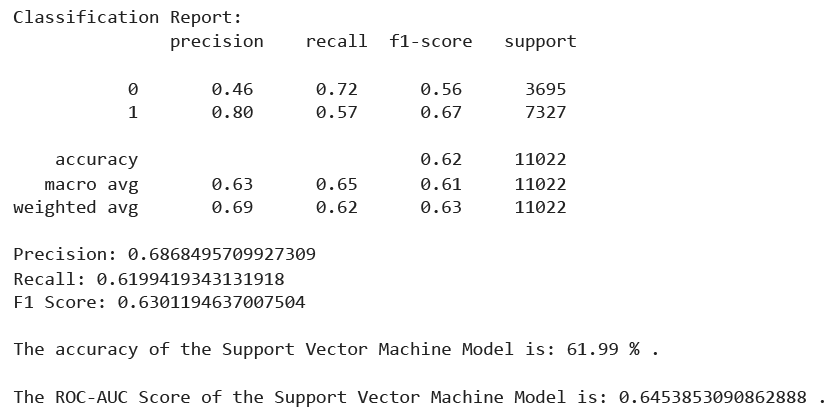 Classification Report:
precision recall f1-score support
0 0.46 0.72 0.56 3695
1 0.80 0.57 0.67 7327
accuracy 0.62 11022
macro avg 0.63 0.65 0.61 11022
weighted avg 0.69 0.62 0.63 11022
Precision: 0.6868495709927309
Recall: 0.6199419343131918
F1 Score: 0.6301194637007504
The accuracy of the Support Vector Machine Model is: 61.99 % .
The ROC-AUC Score of the Support Vector Machine Model is: 0.6453853090862888 .